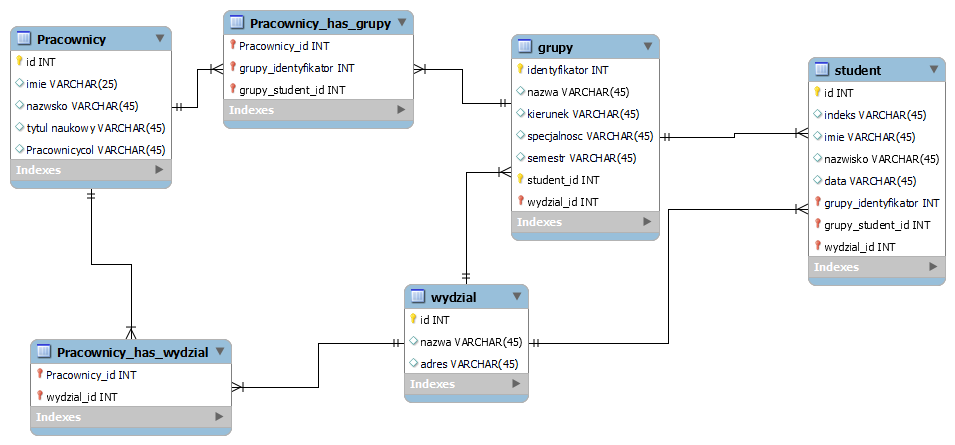 Pracownicy
id INT
imie VARCHAR(25)
nazwsko VARCHAR(45)
tytul naukowy VARCHAR(45)
Pracownicycol VARCHAR(45)
Indexes
Pracownicy_has_grupy
Pracownicy_id INT
grupy_identyfikator INT
grupy_student_id INT
Indexes
grupy
identyfikator INT
nazwa VARCHAR(45)
kierunek VARCHAR(45)
specjalnosc VARCHAR(45)
semestr VARCHAR(45)
student_id INT
wydzial_id INT
Indexes
student
id INT
indeks VARCHAR(45)
imie VARCHAR(45)
nazwisko VARCHAR(45)
data VARCHAR(45)
grupy_identyfikator INT
grupy_student_id INT
wydzial_id INT
Indexes
wydzial
id INT
nazwa VARCHAR(45)
adres VARCHAR(45)
Indexes
Pracownicy_has_wydzial
Pracownicy_id INT
wydzial_id INT
Indexes